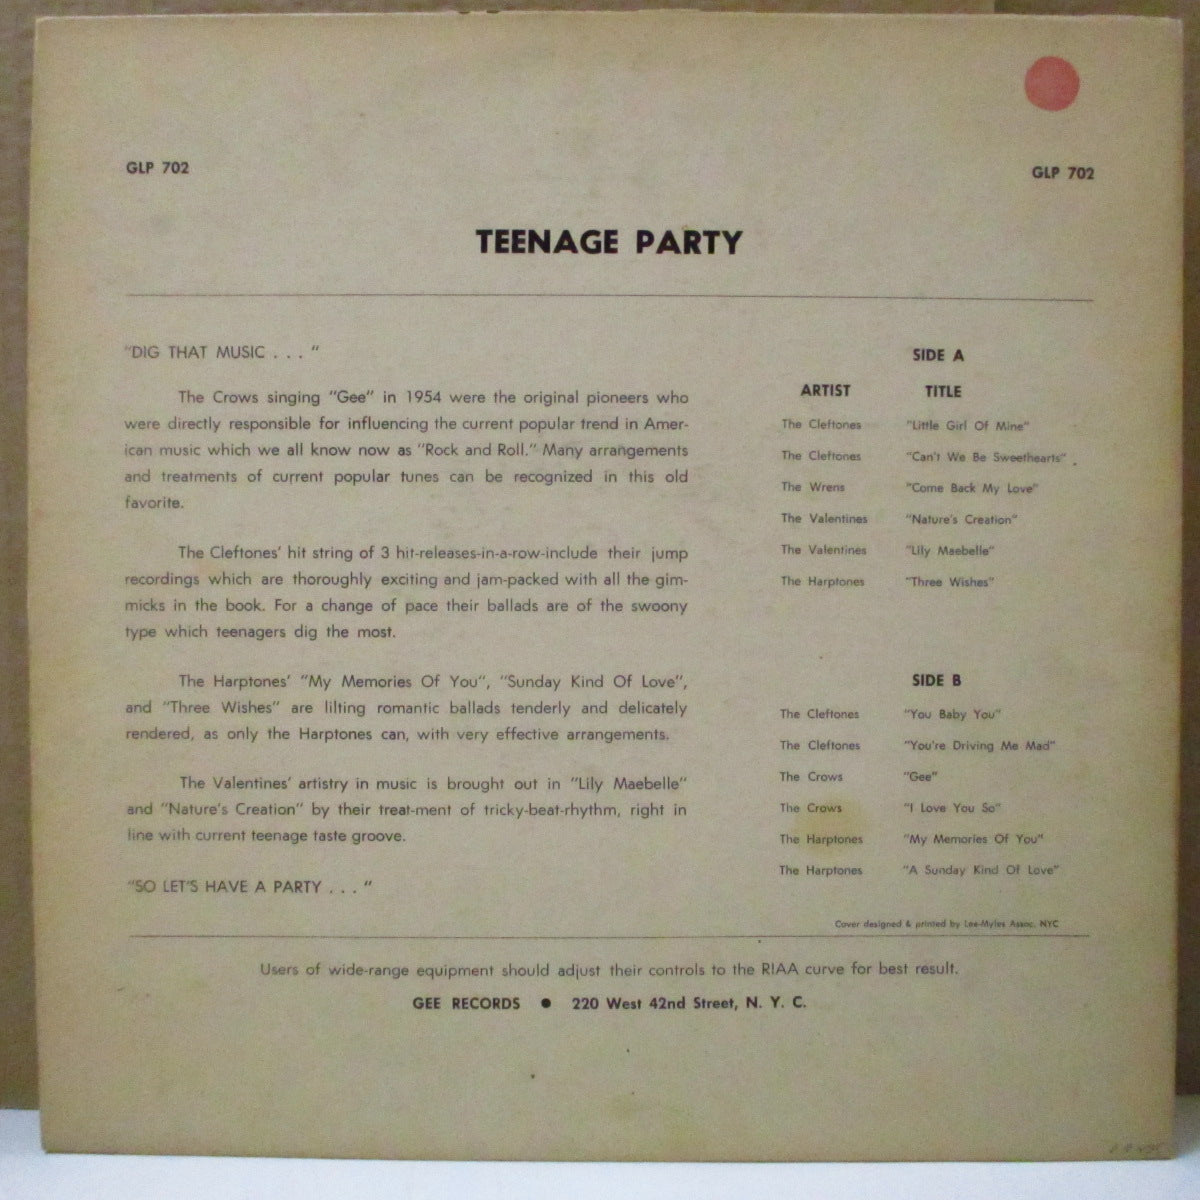 GLP 702
GLP 702
TEENAGE PARTY
"DIG THAT MUSIC . . . "
The Crows singing "Gee" in 1954 were the original pioneers who
were directly responsible for influencing the current popular trend in Amer-
ican music which we all know now as "Rock and Roll." Many arrangements
and treatments of current popular tunes can be recognized in this old
favorite.
The Cleftones' hit string of 3 hit-releases-in-a-row-include their jump
recordings which are thoroughly exciting and jam-packed with all the gim-
micks in the book. For a change of pace their ballads are of the swoony
type which teenagers dig the most.
The Harptones' "My Memories Of You", "Sunday Kind Of Love",
and "Three Wishes" are lilting romantic ballads tenderly and delicately
rendered, as only the Harptones can, with very effective arrangements.
The Valentines' artistry in music is brought out in "Lily Maebelle"
and "Nature's Creation" by their treat-ment of tricky-beat-rhythm, right in
line with current teenage taste groove.
"SO LET'S HAVE A PARTY . . . "
SIDE A
ARTIST TITLE
The Cleftones "Little Girl Of Mine"
The Cleftones "Can't We Be Sweethearts"
The Wrens "Come Back My Love"
The Valentines "Nature's Creation"
The Valentines "Lily Maebelle"
The Harptones "Three Wishes"
SIDE B
The Cleftones "You Baby You"
The Cleftones "You're Driving Me Mad"
The Crows "Gee"
The Crows "I Love You So"
The Harptones "My Memories Of You"
The Harptones "A Sunday Kind Of Love"
Cover designed & printed by Lee-Myles Assoc. NYC
Users of wide-range equipment should adjust their controls to the RIAA curve for best result.
GEE RECORDS ● 220 West 42nd Street, N. Y. C.